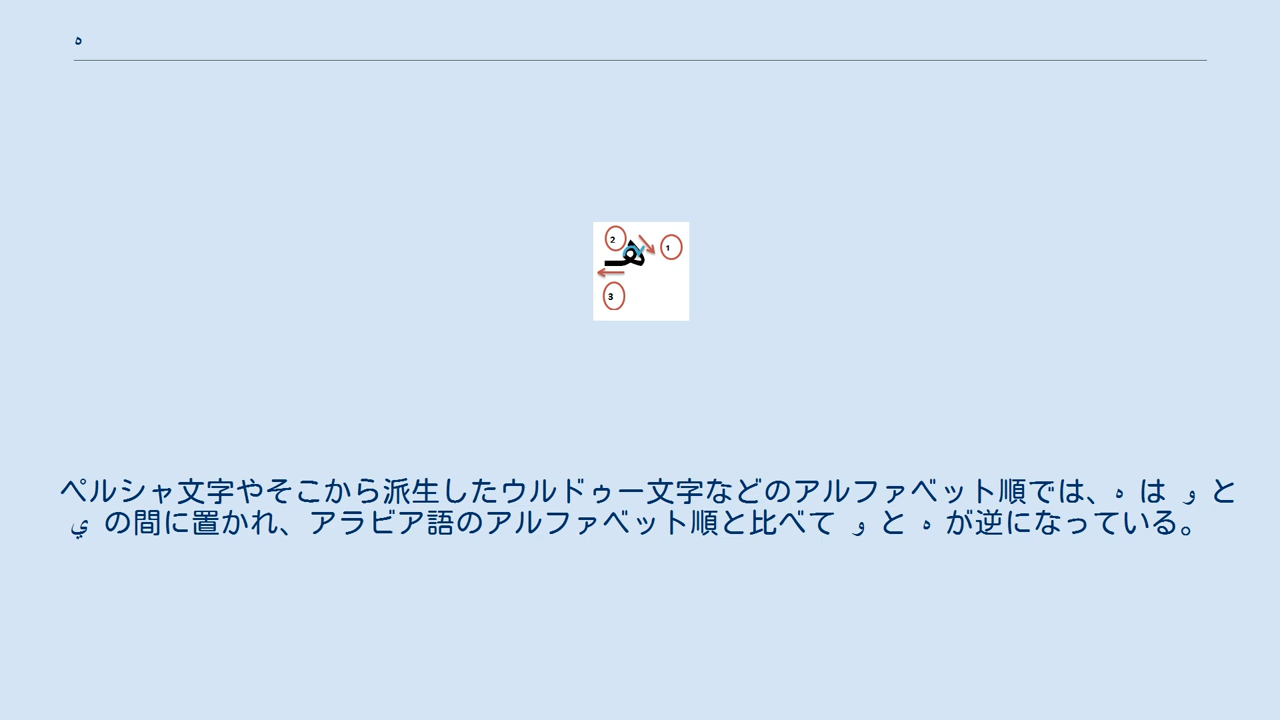 ه
2
1
هـ
3
ペルシャ文字やそこから派生したウルドゥー文字などのアルファベット順では、ه は و と
ي の間に置かれ、アラビア語のアルファベット順と比べて و と ه が逆になっている。